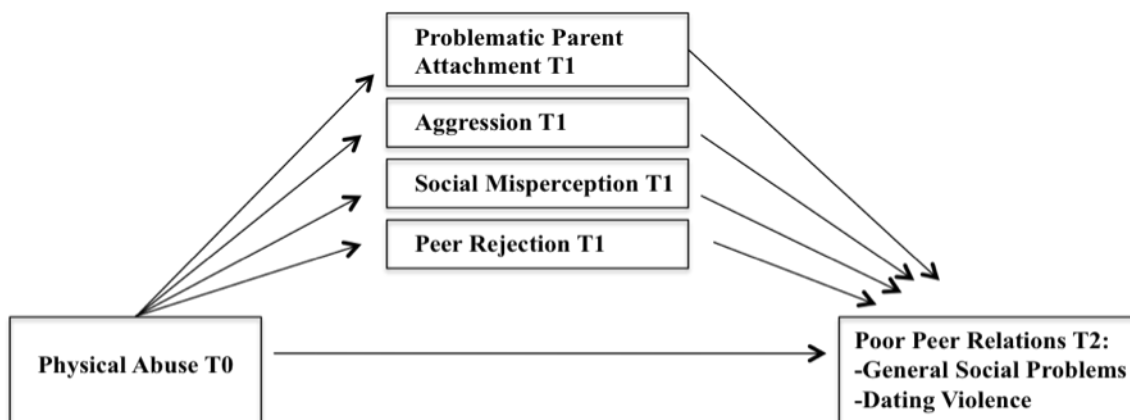 Problematic Parent
Attachment T1
Aggression T1
Social Misperception T1
Peer Rejection T1
Physical Abuse T0
Poor Peer Relations T2:
-General Social Problems
-Dating Violence